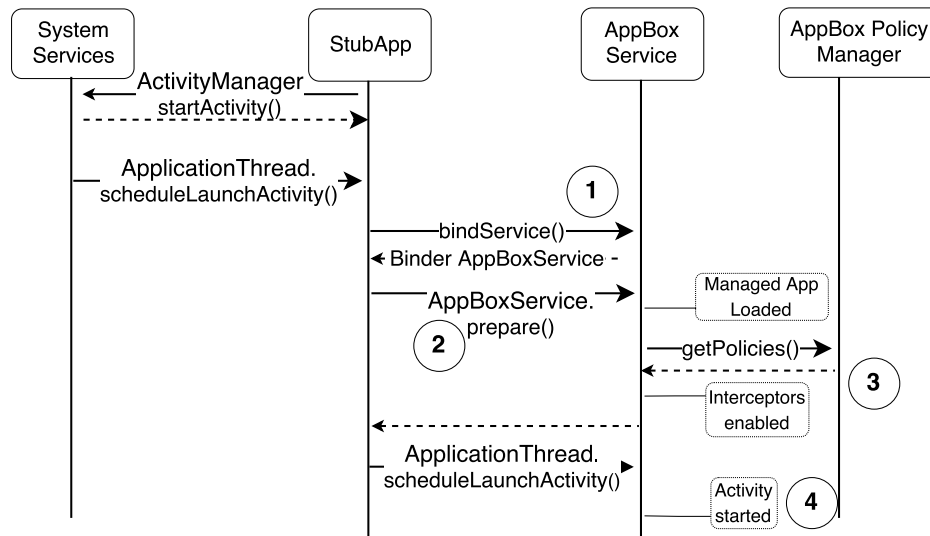 System
Services
StubApp
AppBox
Service
AppBox Policy
Manager
ActivityManager
startActivity()
ApplicationThread.
scheduleLaunchActivity()
1
bindService()
Binder AppBoxService
Managed App
Loaded
AppBoxService.
prepare()
2
getPolicies()
3
Interceptors
enabled
ApplicationThread.
scheduleLaunchActivity()
Activity
started
4